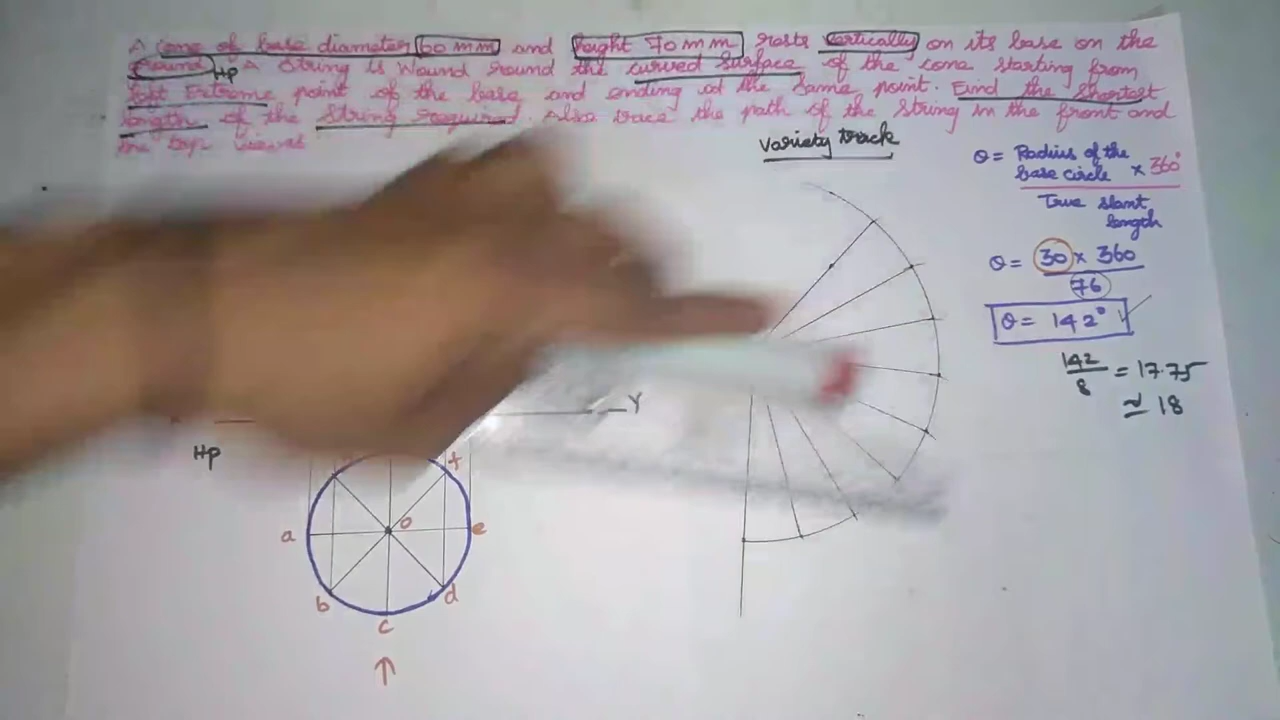 A cone of base diameter 60 mm and height 70 mm rests vertically on its base on the
ground HP A String is Wound round the curved surface of the cone starting from
left Extreme point of the base and ending at the same point. Find the shortest
length of the String required. Also trace the path of the string in the front and
the top views
variety track
θ = Radius of the base circle × 360°
True slant length
θ = 30 × 360
76
θ = 142°
142
8
= 17.75
≃ 18
Y
HP
f
o
a
e
b
d
c